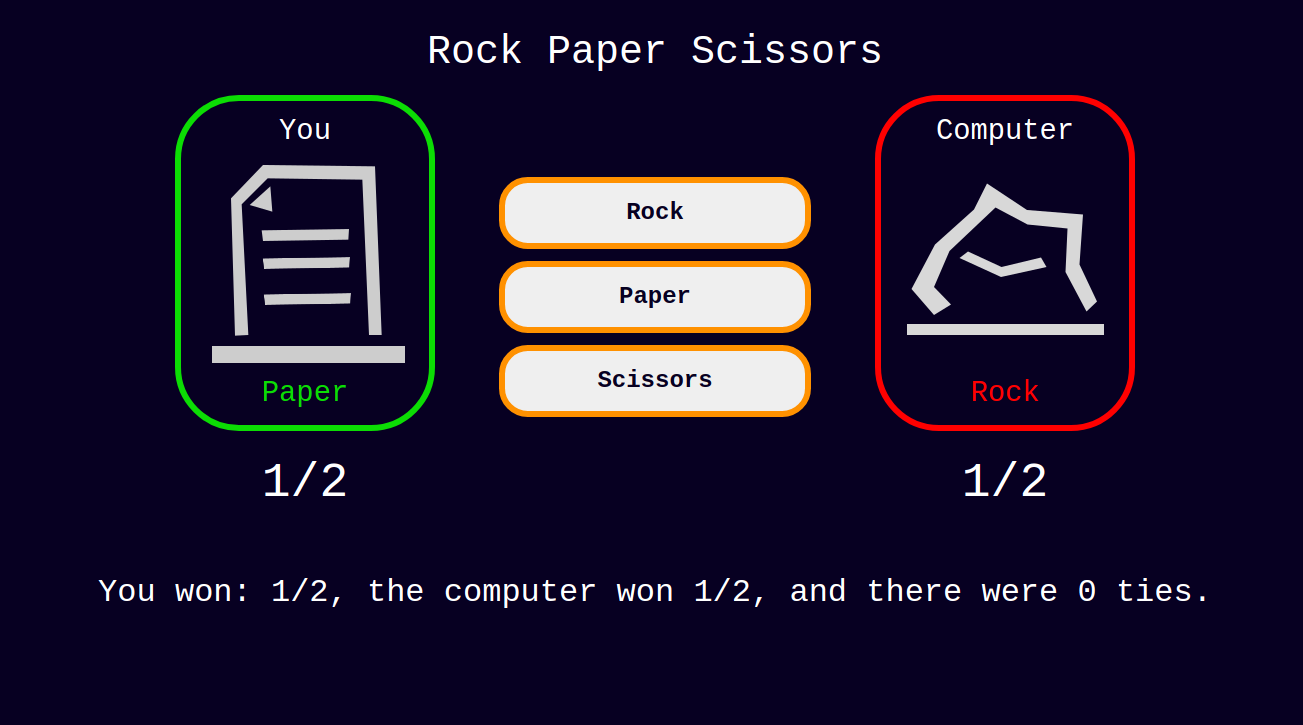 Rock Paper Scissors
You
Paper
1/2
Rock
Paper
Scissors
Computer
Rock
1/2
You won: 1/2, the computer won 1/2, and there were 0 ties.